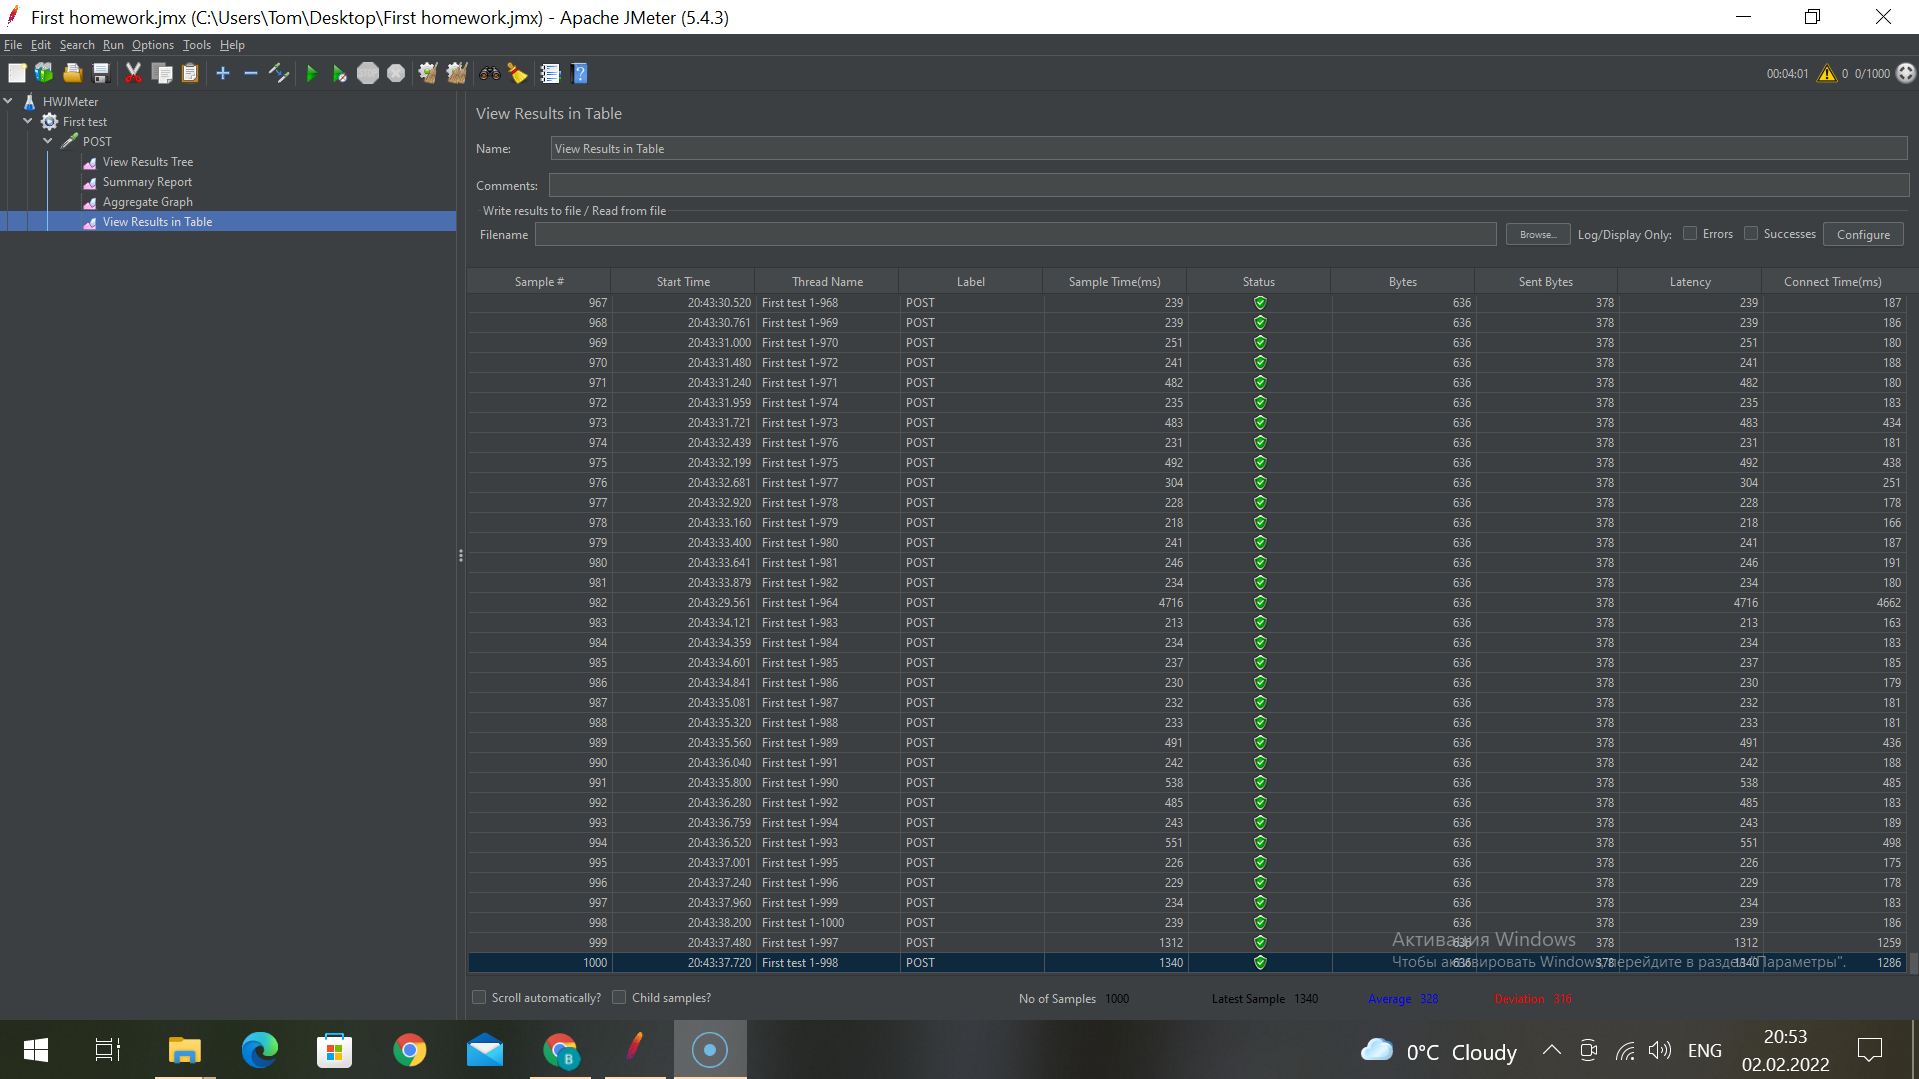 First homework.jmx (C:\Users\Tom\Desktop\First homework.jmx) - Apache JMeter (5.4.3)
File Edit Search Run Options Tools Help
00:04:01 0 0/1000
HWJMeter
First test
POST
View Results Tree
Summary Report
Aggregate Graph
View Results in Table
View Results in Table
Name: View Results in Table
Comments:
Write results to file / Read from file
Filename Browse... Log/Display Only: Errors Successes Configure
Sample # Start Time Thread Name Label Sample Time(ms) Status Bytes Sent Bytes Latency Connect Time(ms)
967 20:43:30.520 First test 1-968 POST 239 636 378 239 187
968 20:43:30.761 First test 1-969 POST 239 636 378 239 186
969 20:43:31.000 First test 1-970 POST 251 636 378 251 180
970 20:43:31.480 First test 1-972 POST 241 636 378 241 188
971 20:43:31.240 First test 1-971 POST 482 636 378 482 180
972 20:43:31.959 First test 1-974 POST 235 636 378 235 183
973 20:43:31.721 First test 1-973 POST 483 636 378 483 434
974 20:43:32.439 First test 1-976 POST 231 636 378 231 181
975 20:43:32.199 First test 1-975 POST 492 636 378 492 438
976 20:43:32.681 First test 1-977 POST 304 636 378 304 251
977 20:43:32.920 First test 1-978 POST 228 636 378 228 178
978 20:43:33.160 First test 1-979 POST 218 636 378 218 166
979 20:43:33.400 First test 1-980 POST 241 636 378 241 187
980 20:43:33.641 First test 1-981 POST 246 636 378 246 191
981 20:43:33.879 First test 1-982 POST 234 636 378 234 180
982 20:43:29.561 First test 1-964 POST 4716 636 378 4716 4662
983 20:43:34.121 First test 1-983 POST 213 636 378 213 163
984 20:43:34.359 First test 1-984 POST 234 636 378 234 183
985 20:43:34.601 First test 1-985 POST 237 636 378 237 185
986 20:43:34.841 First test 1-986 POST 230 636 378 230 179
987 20:43:35.081 First test 1-987 POST 232 636 378 232 181
988 20:43:35.320 First test 1-988 POST 233 636 378 233 181
989 20:43:35.560 First test 1-989 POST 491 636 378 491 436
990 20:43:36.040 First test 1-991 POST 242 636 378 242 188
991 20:43:35.800 First test 1-990 POST 538 636 378 538 485
992 20:43:36.280 First test 1-992 POST 485 636 378 485 183
993 20:43:36.759 First test 1-994 POST 243 636 378 243 189
994 20:43:36.520 First test 1-993 POST 551 636 378 551 498
995 20:43:37.001 First test 1-995 POST 226 636 378 226 175
996 20:43:37.240 First test 1-996 POST 229 636 378 229 178
997 20:43:37.960 First test 1-999 POST 234 636 378 234 183
998 20:43:38.200 First test 1-1000 POST 239 636 378 239 186
999 20:43:37.480 First test 1-997 POST 1312 636 378 1312 1259
1000 20:43:37.720 First test 1-998 POST 1340 636 378 1340 1286
Активация Windows
Чтобы активировать Windows, перейдите в раздел "Параметры".
Scroll automatically? Child samples? No of Samples 1000 Latest Sample 1340 Average 328 Deviation 316
B
0°C Cloudy ENG 20:53
02.02.2022